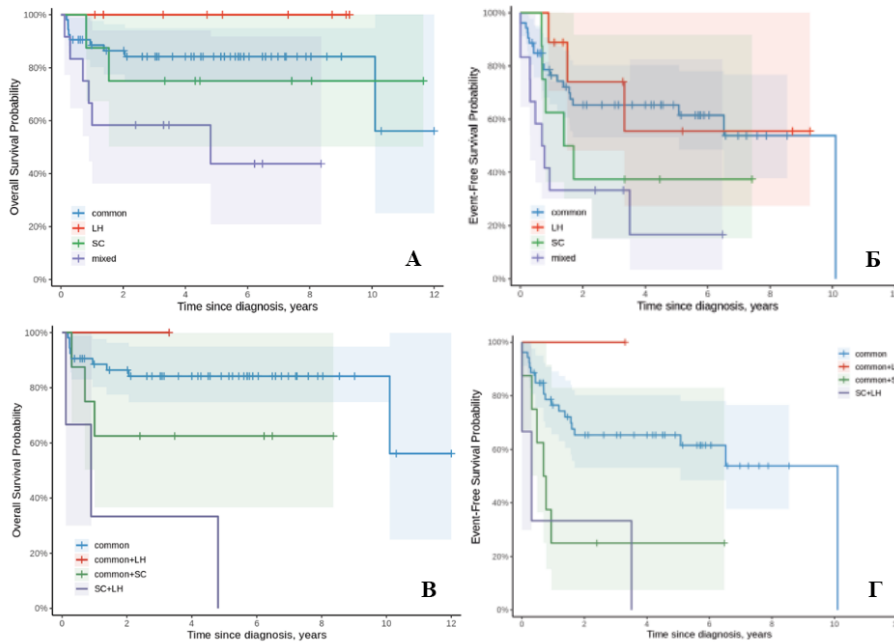 Overall Survival Probability
100%
80%
60%
40%
20%
0%
common
LH
SC
mixed
А
0 2 4 6 8 10 12
Time since diagnosis, years
Event-Free Survival Probability
100%
80%
60%
40%
20%
0%
common
LH
SC
mixed
Б
0 2 4 6 8 10
Time since diagnosis, years
Overall Survival Probability
100%
80%
60%
40%
20%
0%
common
common+LH
common+SC
SC+LH
В
0 2 4 6 8 10 12
Time since diagnosis, years
Event-Free Survival Probability
100%
80%
60%
40%
20%
0%
common
common+L
common+S
SC+LH
Г
0 2 4 6 8 10
Time since diagnosis, years